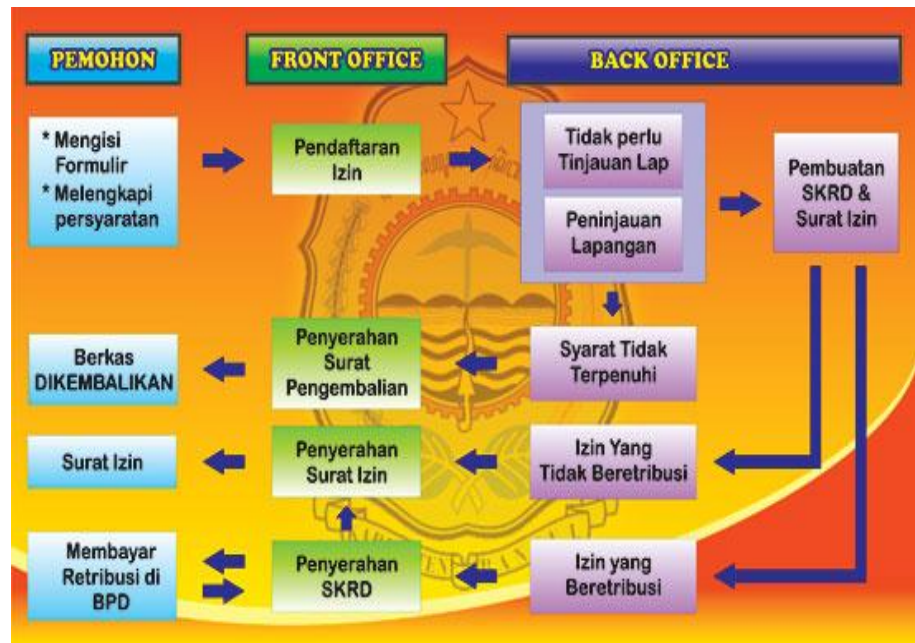 PEMOHON
FRONT OFFICE
BACK OFFICE
* Mengisi
Formulir
* Melengkapi
persyaratan
Pendaftaran
Izin
Tidak perlu
Tinjauan Lap
Peninjauan
Lapangan
Pembuatan
SKRD &
Surat Izin
Berkas
DIKEMBALIKAN
Penyerahan
Surat
Pengembalian
Syarat Tidak
Terpenuhi
Surat Izin
Penyerahan
Surat Izin
Izin Yang
Tidak Beretribusi
Membayar
Retribusi di
BPD
Penyerahan
SKRD
Izin yang
Beretribusi